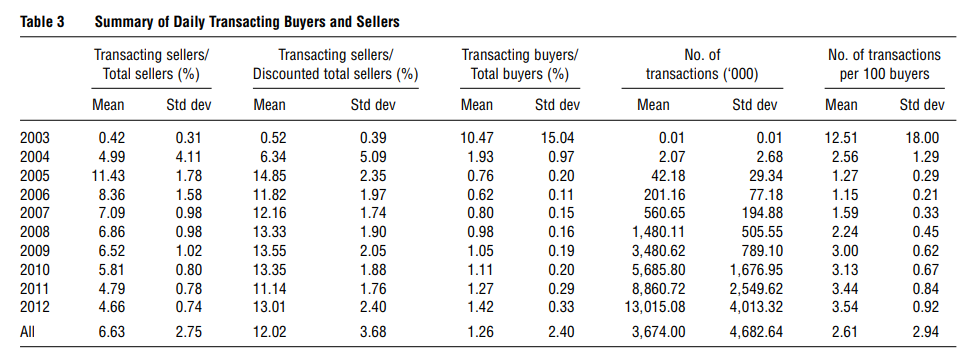 Table 3 Summary of Daily Transacting Buyers and Sellers
Transacting sellers/ Transacting sellers/ Transacting buyers/ No. of No. of transactions
Total sellers (%) Discounted total sellers (%) Total buyers (%) transactions (‘000) per 100 buyers
Mean Std dev Mean Std dev Mean Std dev Mean Std dev Mean Std dev
2003 0.42 0.31 0.52 0.39 10.47 15.04 0.01 0.01 12.51 18.00
2004 4.99 4.11 6.34 5.09 1.93 0.97 2.07 2.68 2.56 1.29
2005 11.43 1.78 14.85 2.35 0.76 0.20 42.18 29.34 1.27 0.29
2006 8.36 1.58 11.82 1.97 0.62 0.11 201.16 77.18 1.15 0.21
2007 7.09 0.98 12.16 1.74 0.80 0.15 560.65 194.88 1.59 0.33
2008 6.86 0.98 13.33 1.90 0.98 0.16 1,480.11 505.55 2.24 0.45
2009 6.52 1.02 13.55 2.05 1.05 0.19 3,480.62 789.10 3.00 0.62
2010 5.81 0.80 13.35 1.88 1.11 0.20 5,685.80 1,676.95 3.13 0.67
2011 4.79 0.78 11.14 1.76 1.27 0.29 8,860.72 2,549.62 3.44 0.84
2012 4.66 0.74 13.01 2.40 1.42 0.33 13,015.08 4,013.32 3.54 0.92
All 6.63 2.75 12.02 3.68 1.26 2.40 3,674.00 4,682.64 2.61 2.94